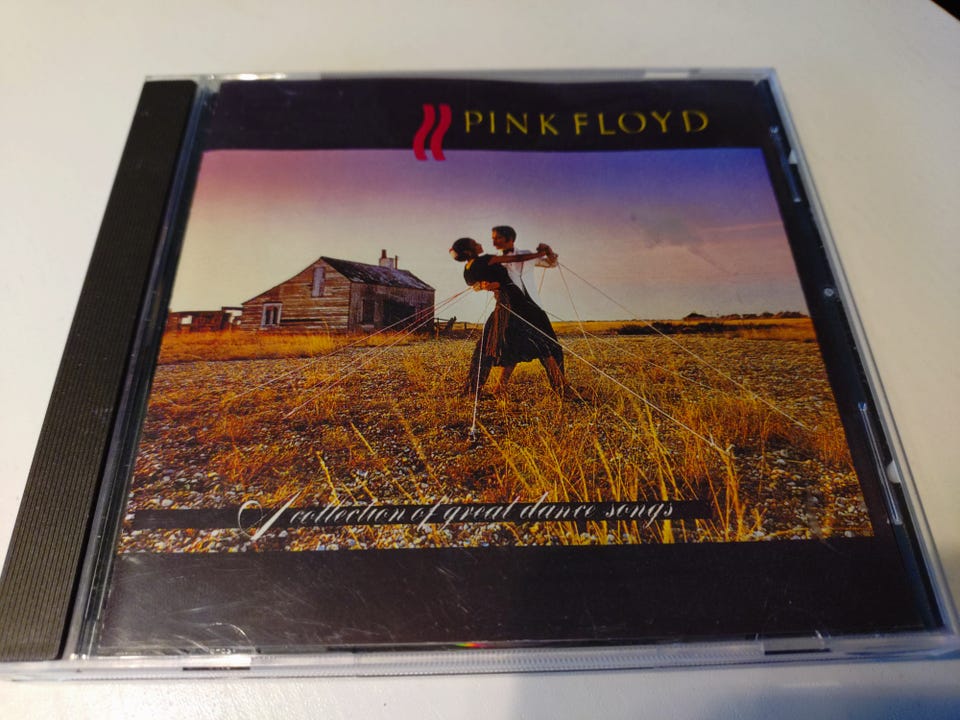 PINK FLOYD
A collection of great dance songs